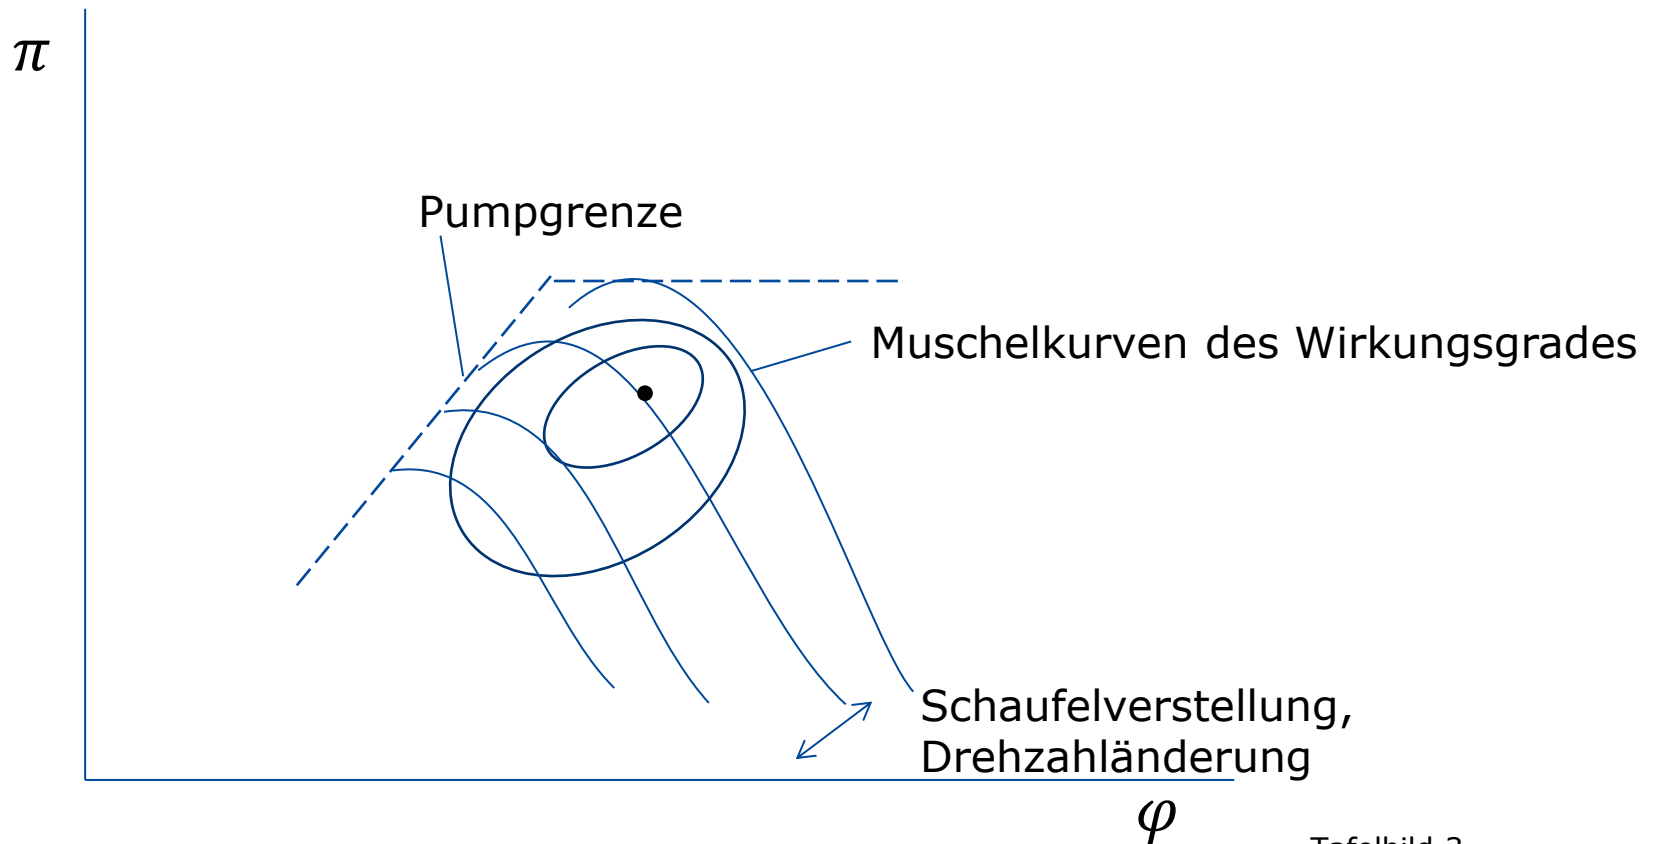 π
Pumpgrenze
Muschelkurven des Wirkungsgrades
Schaufelverstellung,
Drehzahländerung
φ